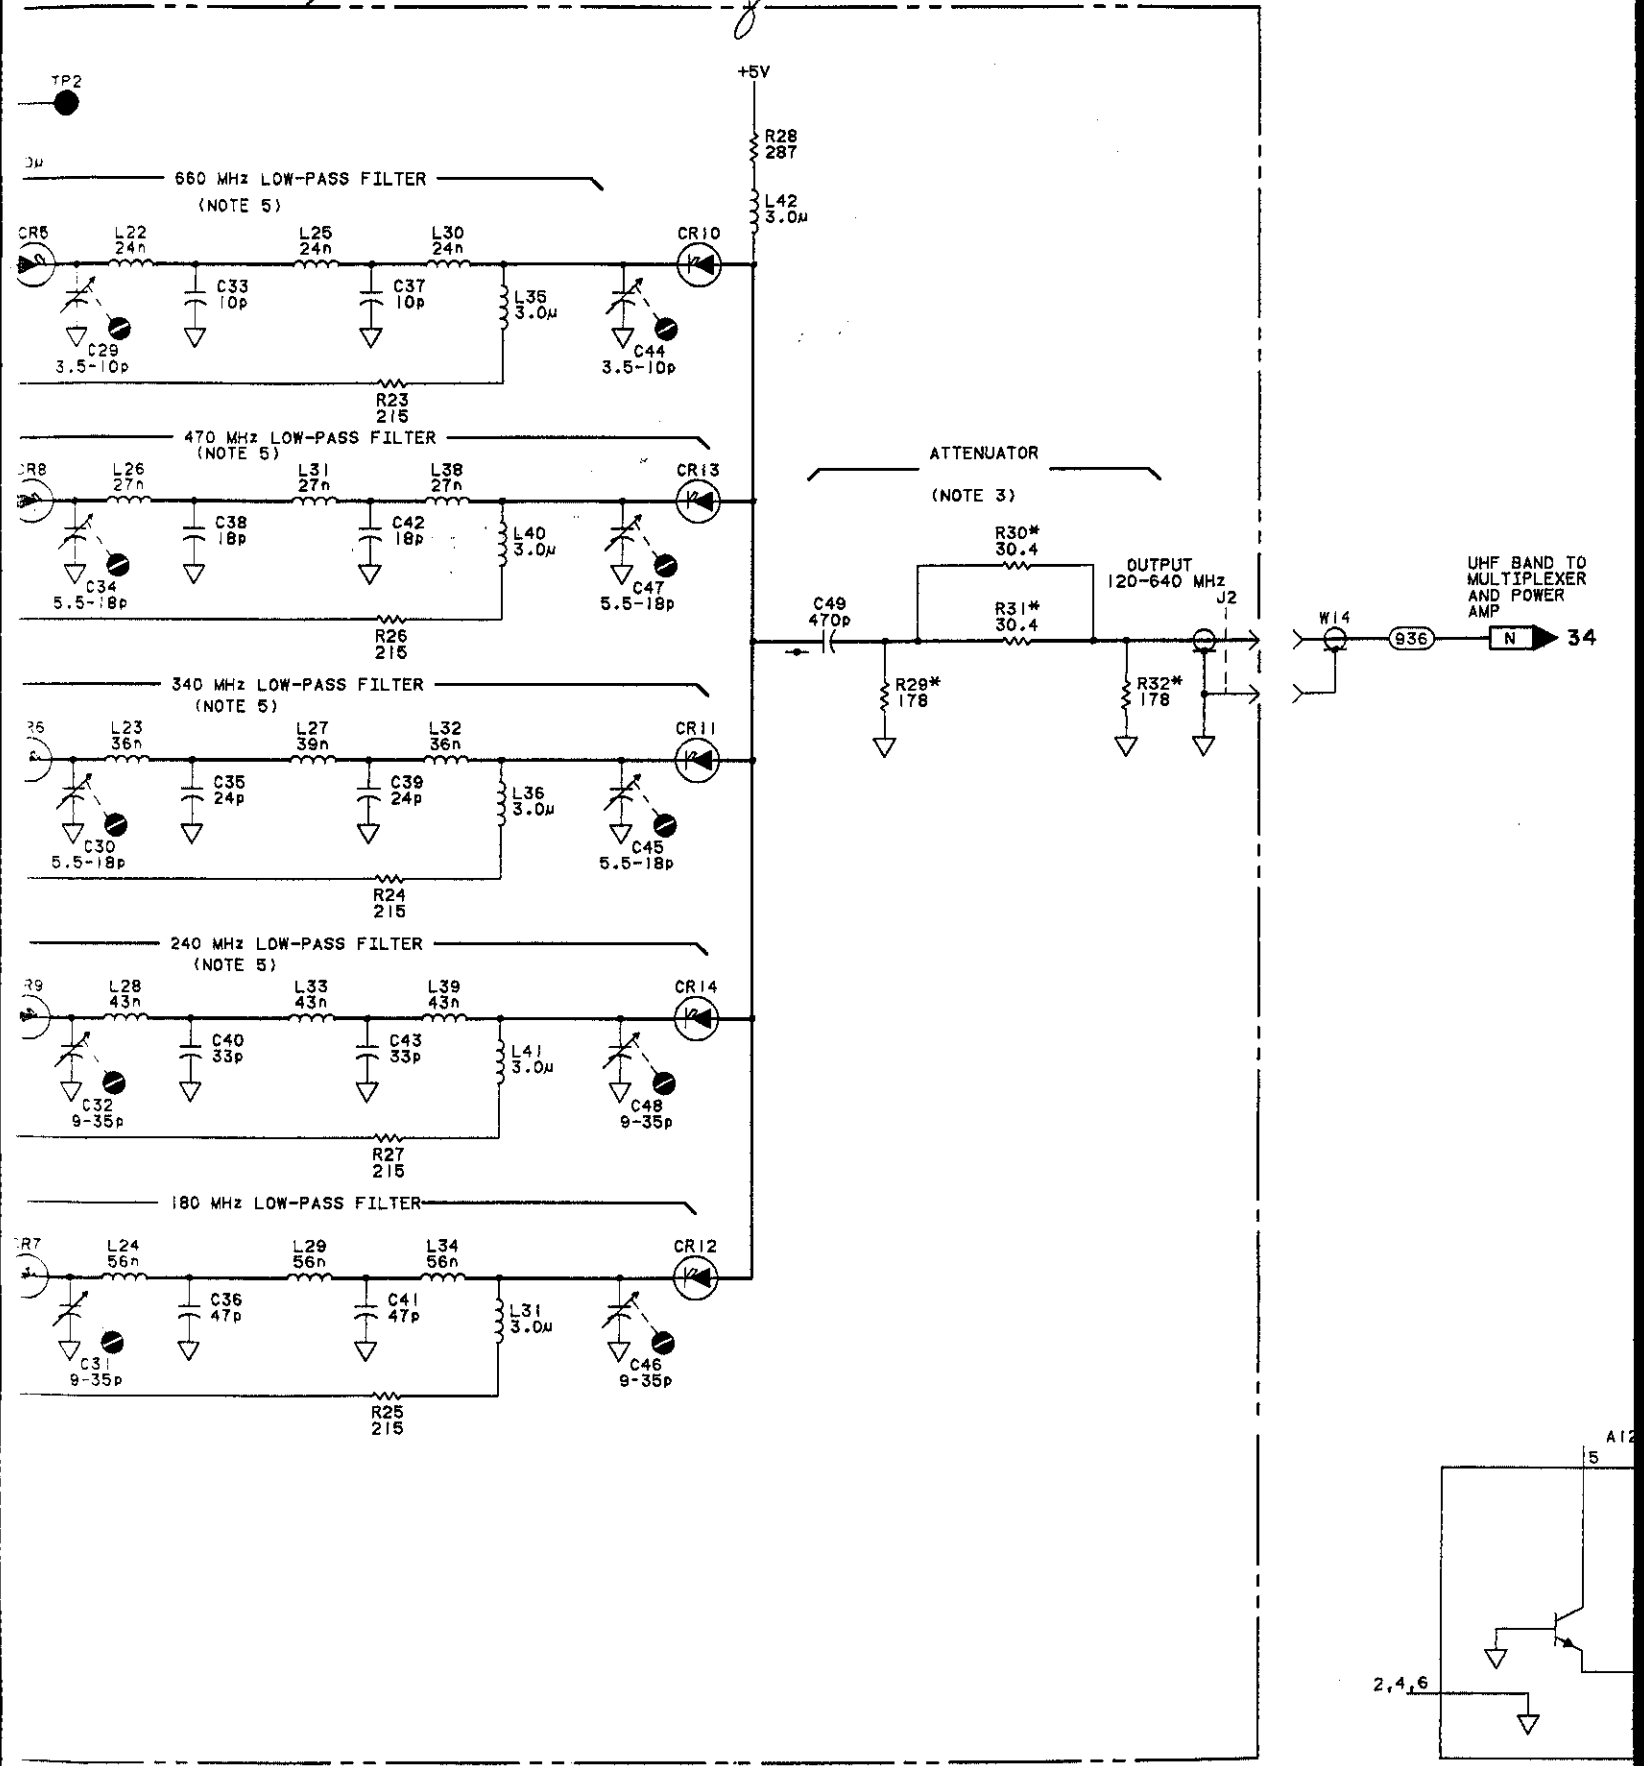 TP2
+5V
R28
287
L42
3.0μ
660 MHz LOW-PASS FILTER
(NOTE 5)
CR5
L22
24n
L25
24n
L30
24n
CR10
C33
10p
C37
10p
L35
3.0μ
C29
3.5-10p
C44
3.5-10p
R23
215
470 MHz LOW-PASS FILTER
(NOTE 5)
CR8
L26
27n
L31
27n
L38
27n
CR13
C38
18p
C42
18p
L40
3.0μ
C34
5.5-18p
C47
5.5-18p
R26
215
ATTENUATOR
(NOTE 3)
R30*
30.4
R31*
30.4
C49
470p
R29*
178
R32*
178
OUTPUT
120-640 MHz
J2
W14
936
UHF BAND TO
MULTIPLEXER
AND POWER
AMP
N
34
340 MHz LOW-PASS FILTER
(NOTE 5)
R6
L23
36n
L27
39n
L32
36n
CR11
C35
24p
C39
24p
L36
3.0μ
C30
5.5-18p
C45
5.5-18p
R24
215
240 MHz LOW-PASS FILTER
(NOTE 5)
R9
L28
43n
L33
43n
L39
43n
CR14
C40
33p
C43
33p
L41
3.0μ
C32
9-35p
C48
9-35p
R27
215
180 MHz LOW-PASS FILTER
CR7
L24
56n
L29
56n
L34
56n
CR12
C36
47p
C41
47p
L31
3.0μ
C31
9-35p
C46
9-35p
R25
215
A12
5
2,4,6